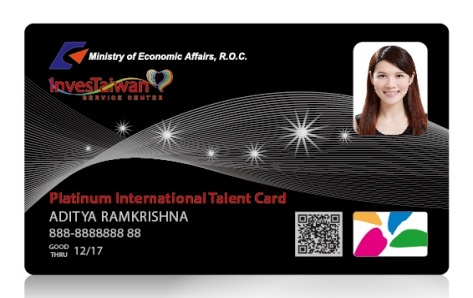 Ministry of Economic Affairs, R.O.C.
InvesTaiwan
SERVICE CENTER
Platinum International Talent Card
ADITYA RAMKRISHNA
888-8888888 88
GOOD THRU 12/17